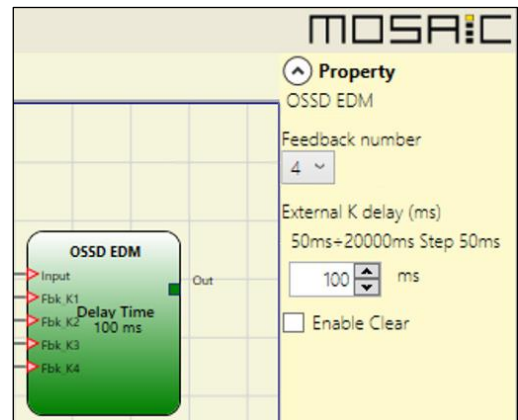 MOSAIC
Property
OSSD EDM
Feedback number
4
External K delay (ms)
50ms÷20000ms Step 50ms
100 ms
Enable Clear
OSSD EDM
Input
Out
Fbk_K1
Delay Time
Fbk_K2
100 ms
Fbk_K3
Fbk_K4